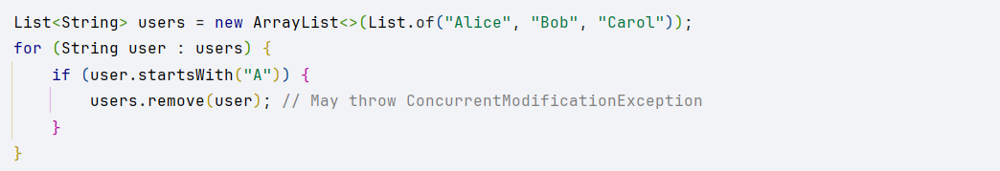 List<String> users = new ArrayList<>(List.of("Alice", "Bob", "Carol"));
for (String user : users) {
    if (user.startsWith("A")) {
        users.remove(user); // May throw ConcurrentModificationException
    }
}